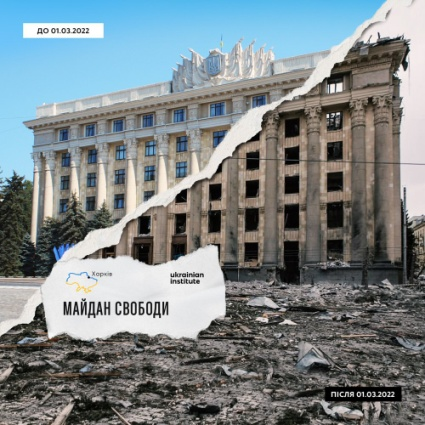 ДО 01.03.2022
Харків
ukrainian
institute
МАЙДАН СВОБОДИ
ПІСЛЯ 01.03.2022